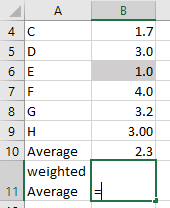 A B
4 C 1.7
5 D 3.0
6 E 1.0
7 F 4.0
8 G 3.2
9 H 3.00
10 Average 2.3
weighted
11 Average =